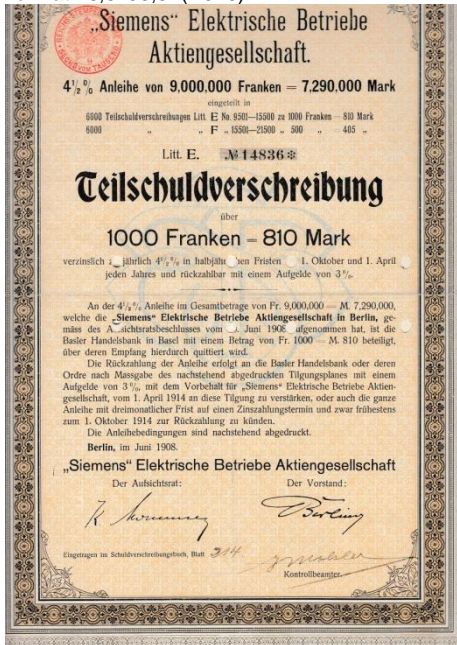 „Siemens“ Elektrische Betriebe
Aktiengesellschaft.
4½% Anleihe von 9,000,000 Franken = 7,290,000 Mark
eingeteilt in
6000 Teilschuldverschreibungen Litt. E No. 9501—15500 zu 1000 Franken — 810 Mark
6000 „ „ F „ 15501—21500 „ 500 „ 405 „
Litt. E. № 14836
Teilschuldverschreibung
über
1000 Franken = 810 Mark
verzinslich zu jährlich 4½% in halbjährlichen Fristen 1. Oktober und 1. April
jeden Jahres und rückzahlbar mit einem Aufgelde von 3%.
An der 4½% Anleihe im Gesamtbetrage von Fr. 9,000,000 — M. 7,290,000,
welche die „Siemens“ Elektrische Betriebe Aktiengesellschaft in Berlin, ge-
mäss des Aufsichtsratsbeschlusses vom Juni 1908 aufgenommen hat, ist die
Basler Handelsbank in Basel mit einem Betrag von Fr. 1000 — M. 810 beteiligt,
über deren Empfang hierdurch quittiert wird.
Die Rückzahlung der Anleihe erfolgt an die Basler Handelsbank oder deren
Ordre nach Massgabe des nachstehend abgedruckten Tilgungsplanes mit einem
Aufgelde von 3%, mit dem Vorbehalt für „Siemens“ Elektrische Betriebe Aktien-
gesellschaft, vom 1. April 1914 an diese Tilgung zu verstärken, oder auch die ganze
Anleihe mit dreimonatlicher Frist auf einen Zinszahlungstermin und zwar frühestens
zum 1. Oktober 1914 zur Rückzahlung zu künden.
Die Anleihebedingungen sind nachstehend abgedruckt.
Berlin, im Juni 1908.
„Siemens“ Elektrische Betriebe Aktiengesellschaft
Der Aufsichtsrat: Der Vorstand:
Eingetragen im Schuldverschreibungsbuch, Blatt 314
Kontrollbeamter.